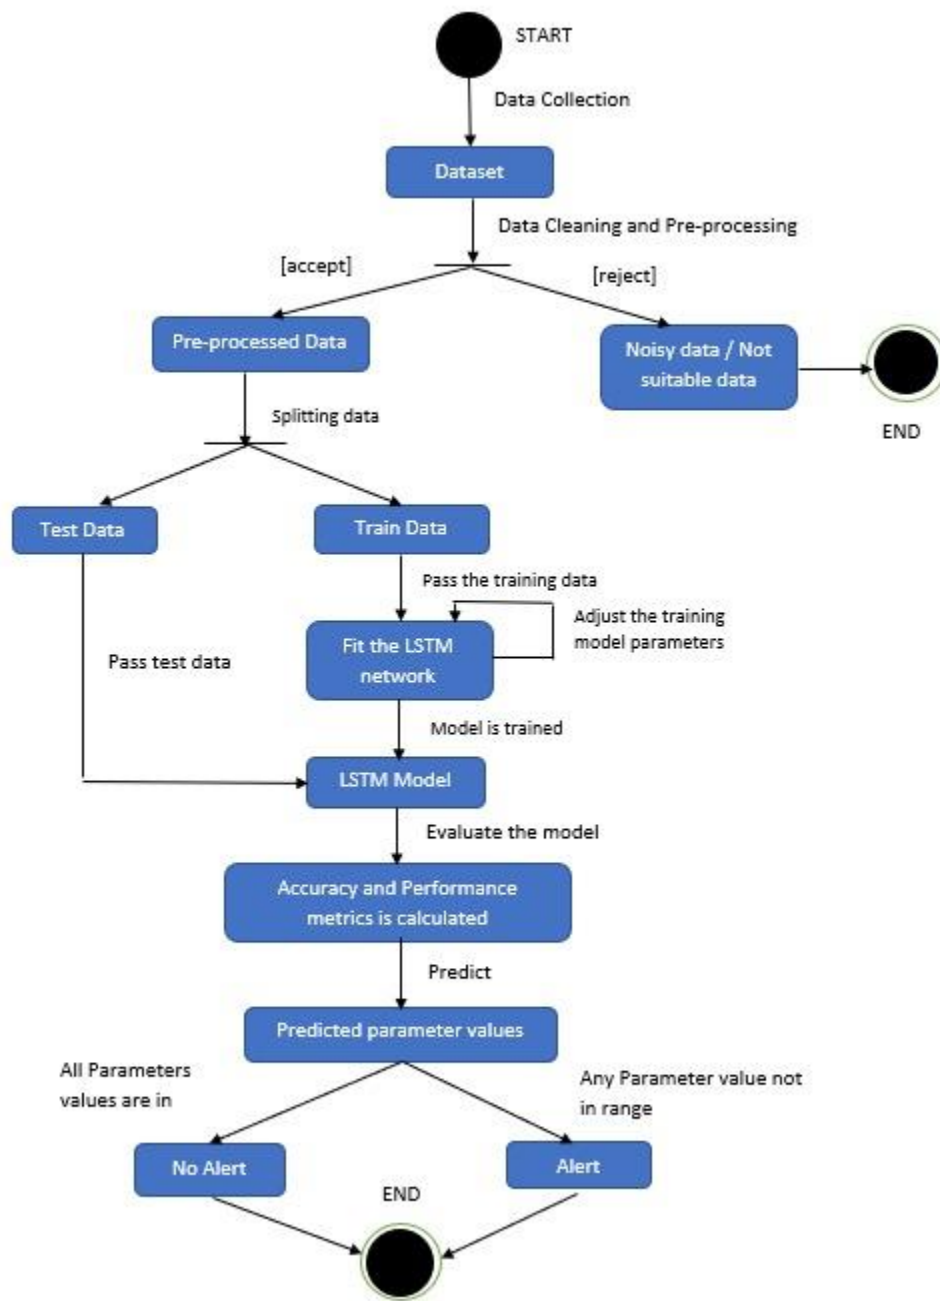 START
Data Collection
Dataset
Data Cleaning and Pre-processing
[accept]
[reject]
Pre-processed Data
Noisy data / Not
suitable data
END
Splitting data
Test Data
Train Data
Pass the training data
Adjust the training
model parameters
Fit the LSTM
network
Pass test data
Model is trained
LSTM Model
Evaluate the model
Accuracy and Performance
metrics is calculated
Predict
Predicted parameter values
All Parameters
values are in
Any Parameter value not
in range
No Alert
Alert
END